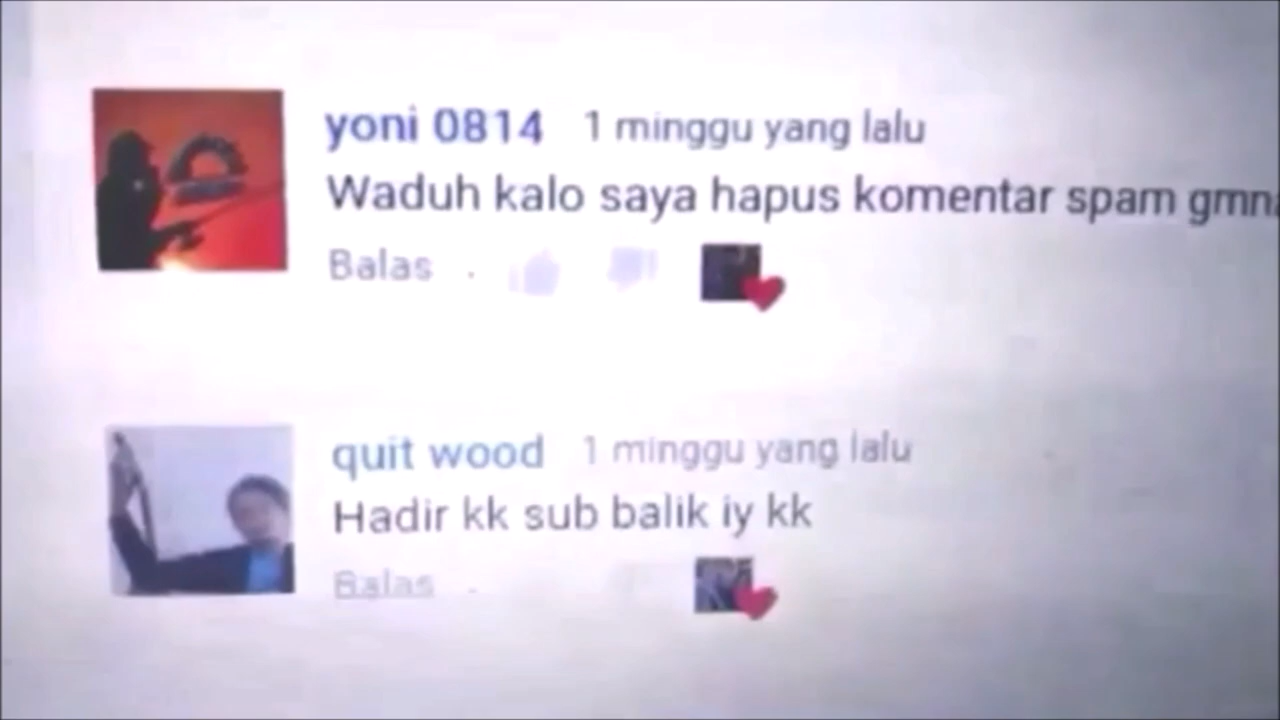 yoni 0814 1 minggu yang lalu
Waduh kalo saya hapus komentar spam
Balas
quit wood 1 minggu yang lalu
Hadir kk sub balik iy kk
Balas